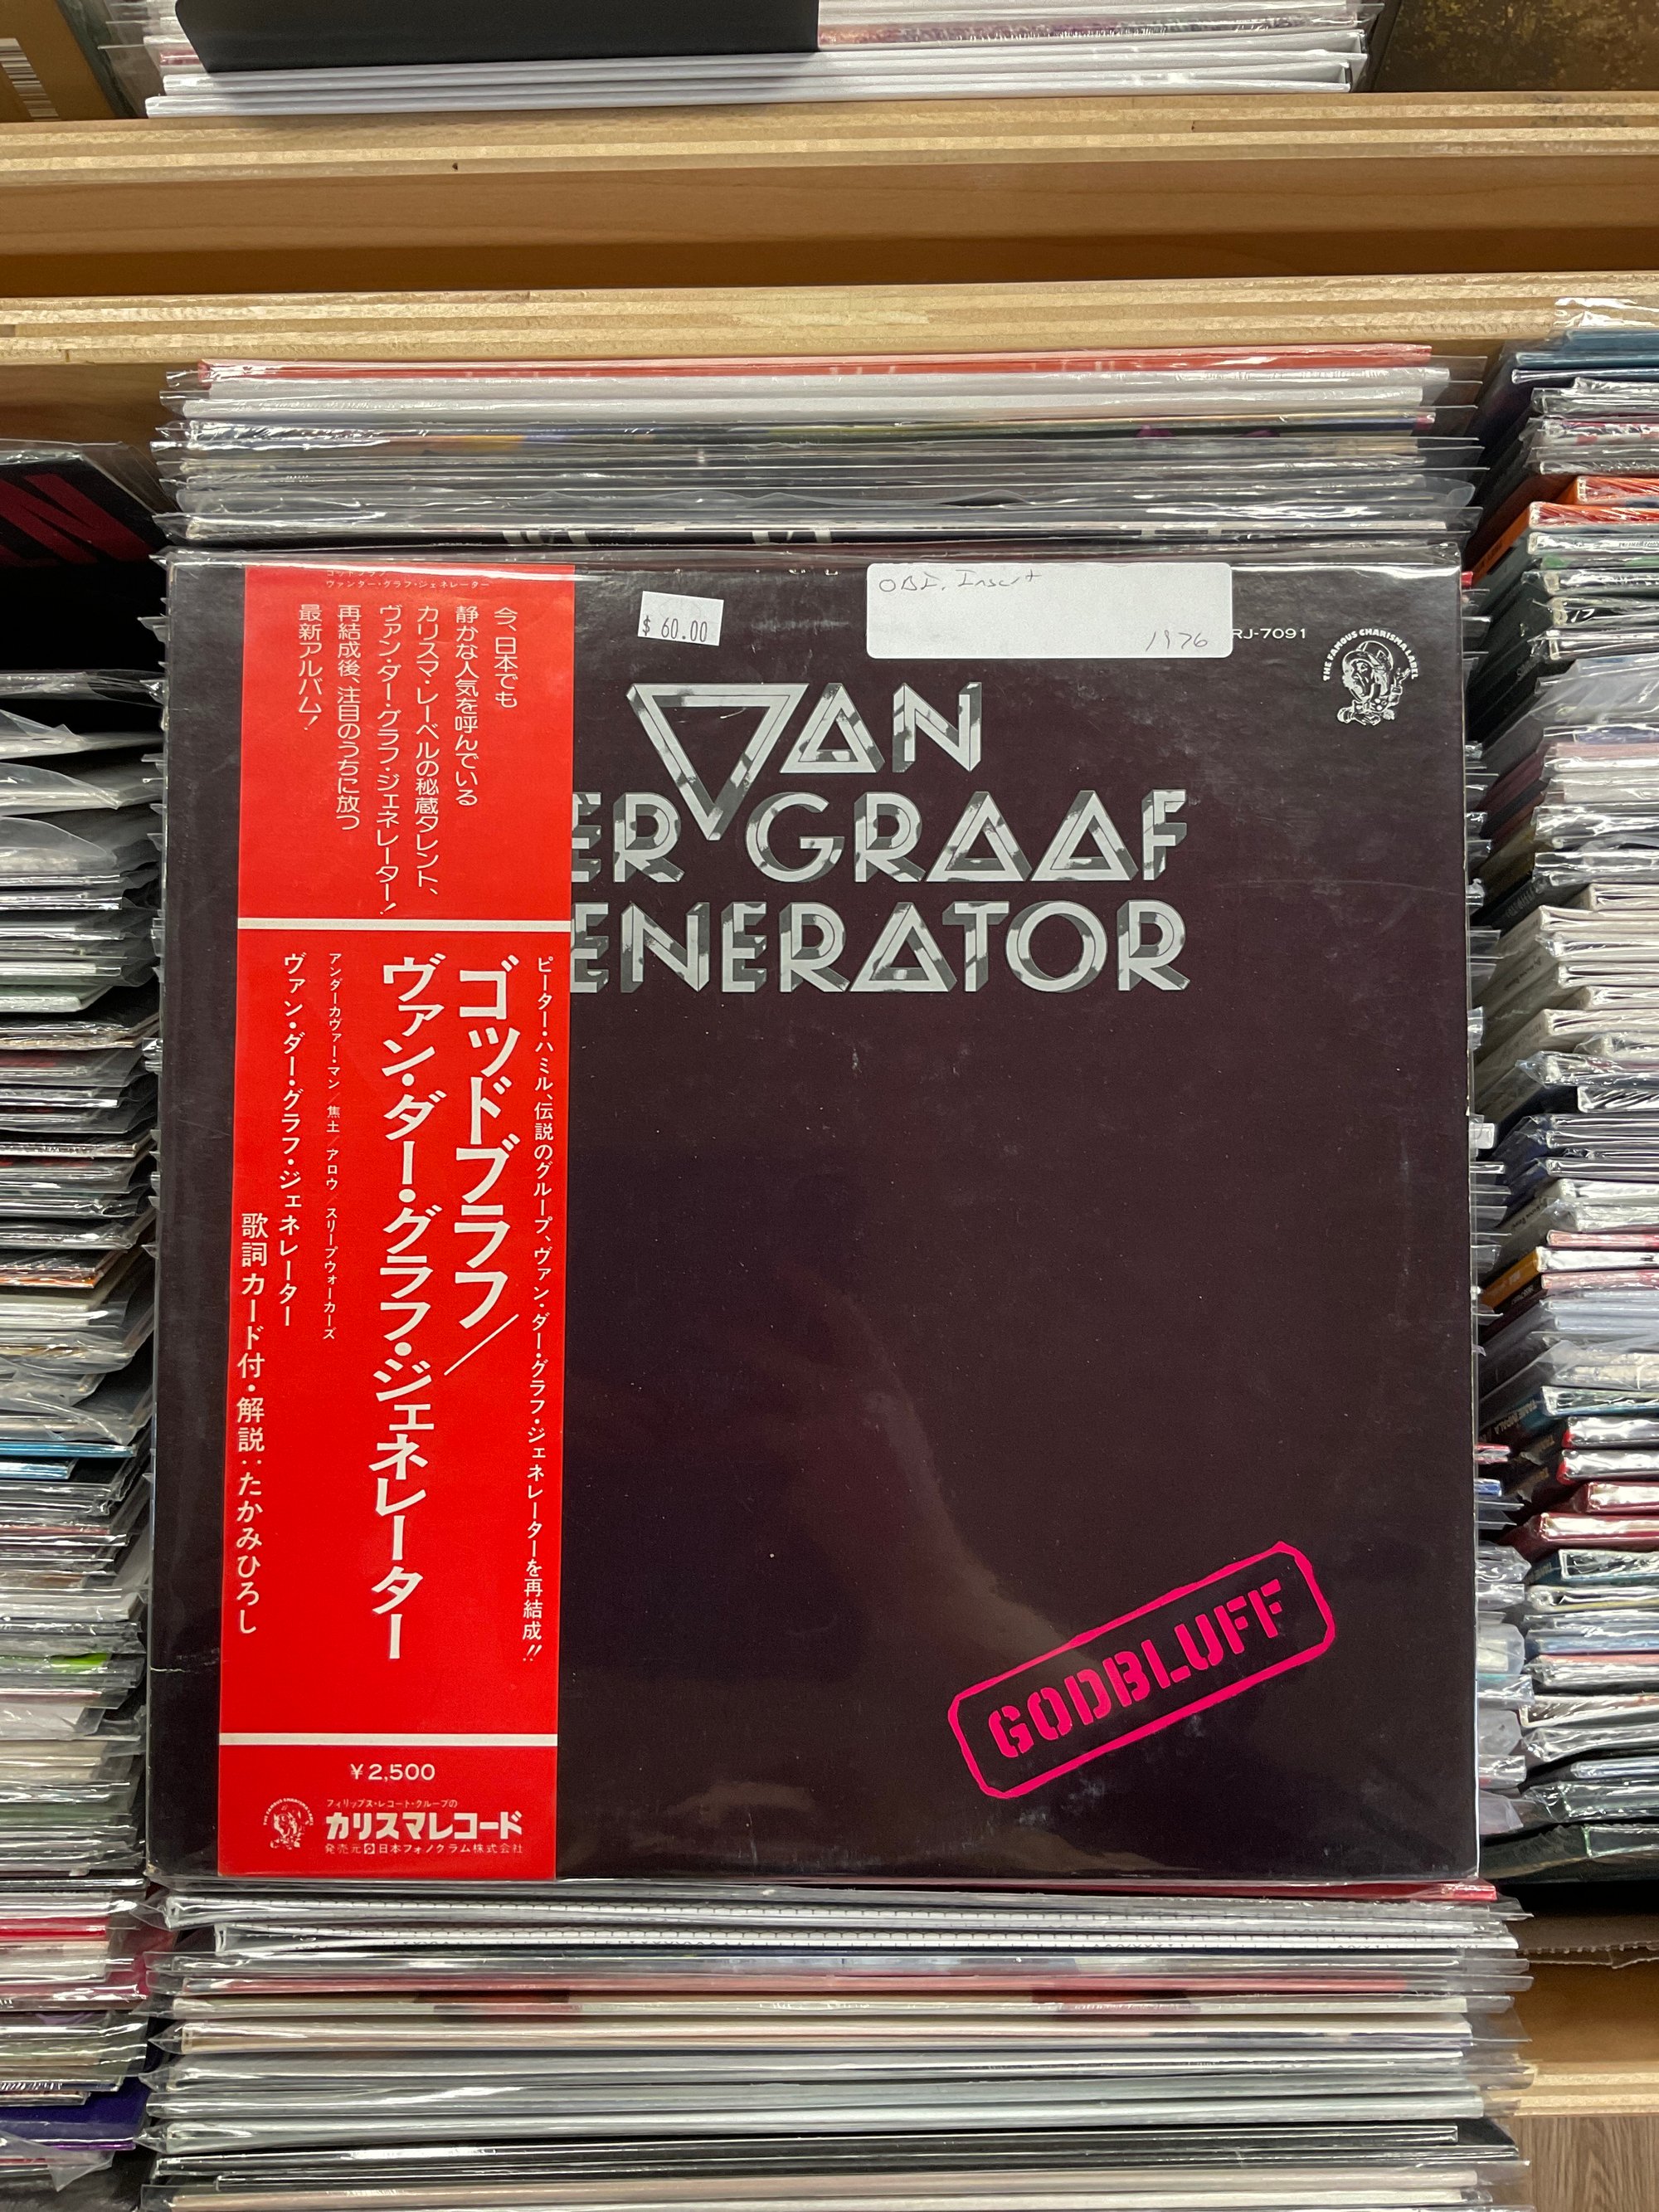 ゴッドブラフ
ヴァンダー・グラフ・ジェネレーター
今、日本でも
静かな人気を呼んでいる
カリスマ・レーベルの秘蔵タレント、
ヴァン・ダー・グラフ・ジェネレーター!
再結成後、注目のうちに放つ
最新アルバム!
$ 60.00
OBI. Insert
1976
RJ-7091
THE FAMOUS CHARISMA LABEL
VAN
ER GRAAF
ENERATOR
ピーター・ハミル、伝説のグループ、ヴァン・ダー・グラフ・ジェネレーターを再結成!!
ゴッドブラフ/
ヴァン・ダー・グラフ・ジェネレーター
アンダーカヴァー・マン/焦土/アロウ/スリープウォーカーズ
ヴァン・ダー・グラフ・ジェネレーター
歌詞カード付・解説:たかみひろし
GODBLUFF
¥2,500
THE FAMOUS CHARISMA LABEL
フィリップス・レコード・グループの
カリスマレコード
発売元 日本フォノグラム株式会社